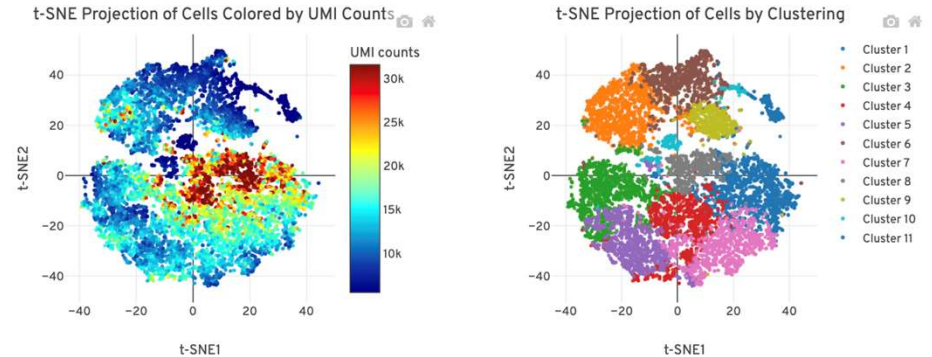 t-SNE Projection of Cells Colored by UMI Counts
UMI counts
30k
25k
20k
15k
10k
40
20
0
−20
−40
t-SNE2
−40
−20
0
20
40
t-SNE1
t-SNE Projection of Cells by Clustering
40
20
0
−20
−40
t-SNE2
−40
−20
0
20
40
t-SNE1
Cluster 1
Cluster 2
Cluster 3
Cluster 4
Cluster 5
Cluster 6
Cluster 7
Cluster 8
Cluster 9
Cluster 10
Cluster 11